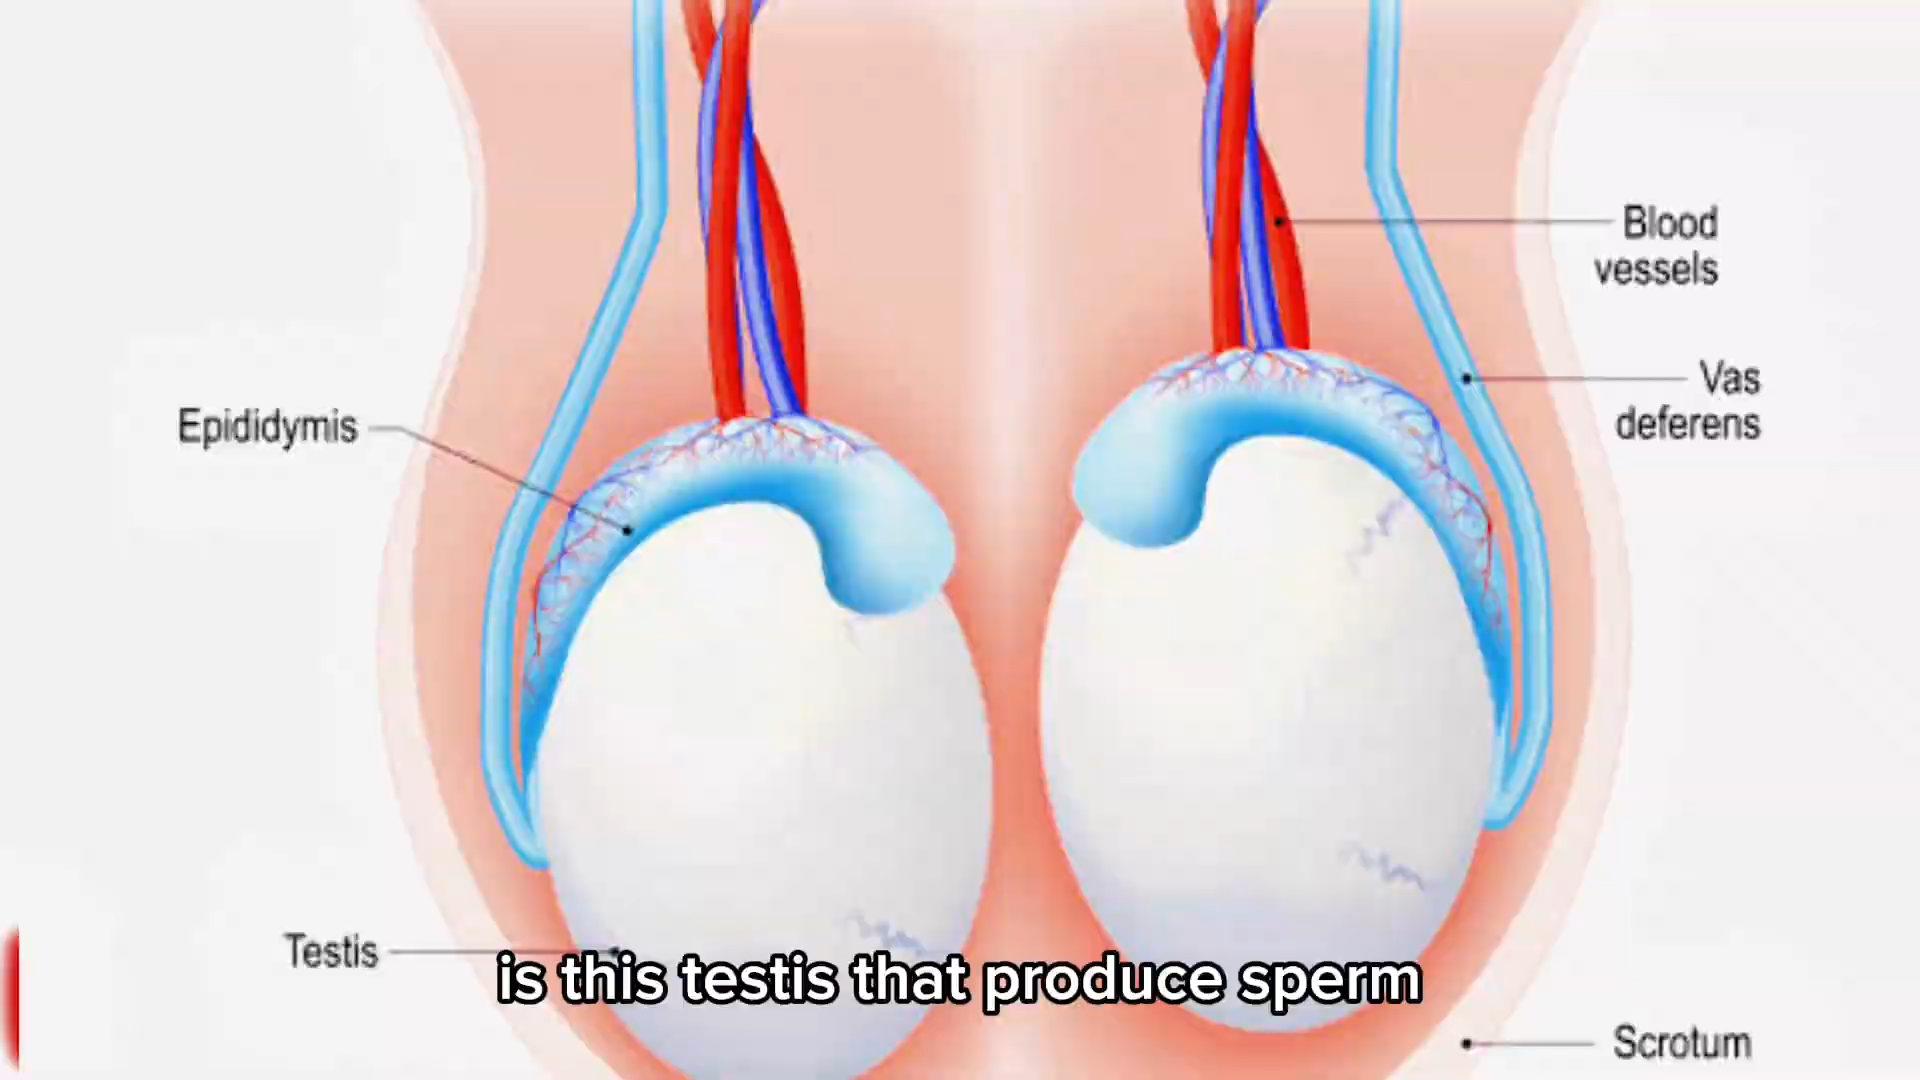 Blood
vessels
Vas
deferens
Epididymis
Testis
is this testis that produce sperm
Scrotum